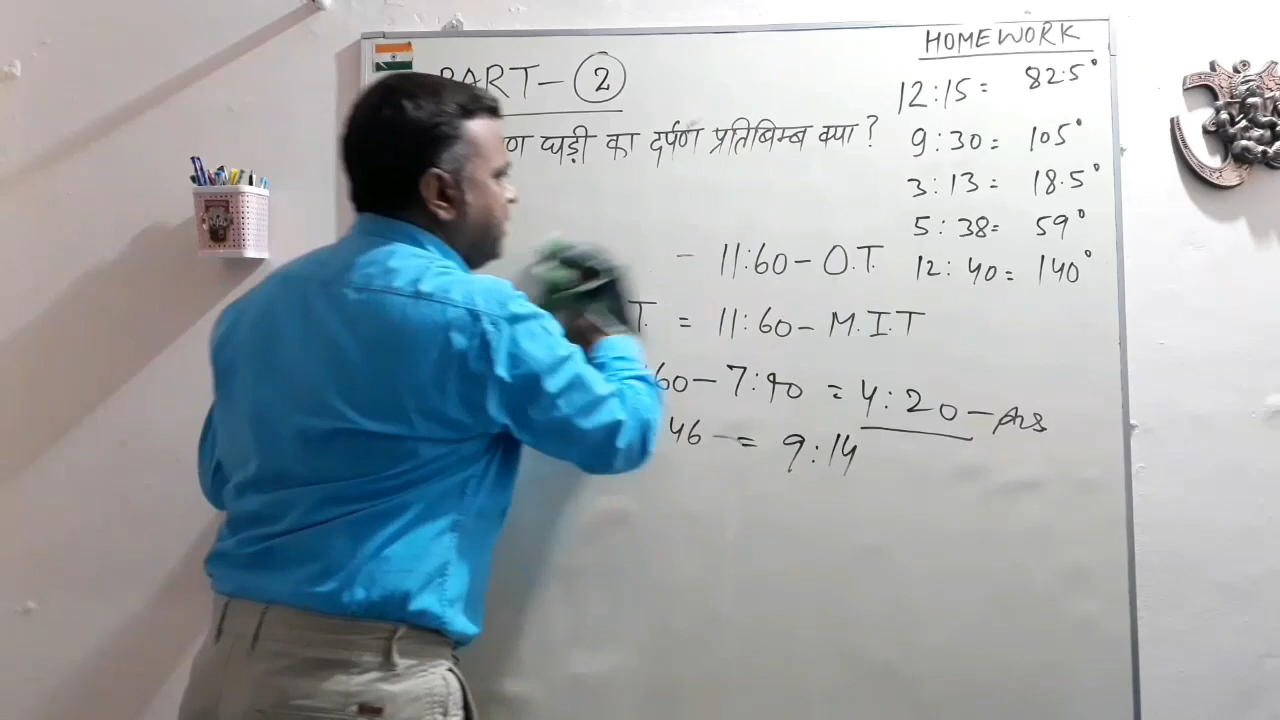 PART- 2
HOMEWORK
12:15= 82.5°
घड़ी का दर्पण प्रतिबिम्ब क्या ?
9:30= 105°
3:13= 18.5°
5:38= 59°
- 11:60- O.T.
12:40= 140°
T. = 11:60- M.I.T
60- 7:40 = 4:20 - Ans
46 = 9:14